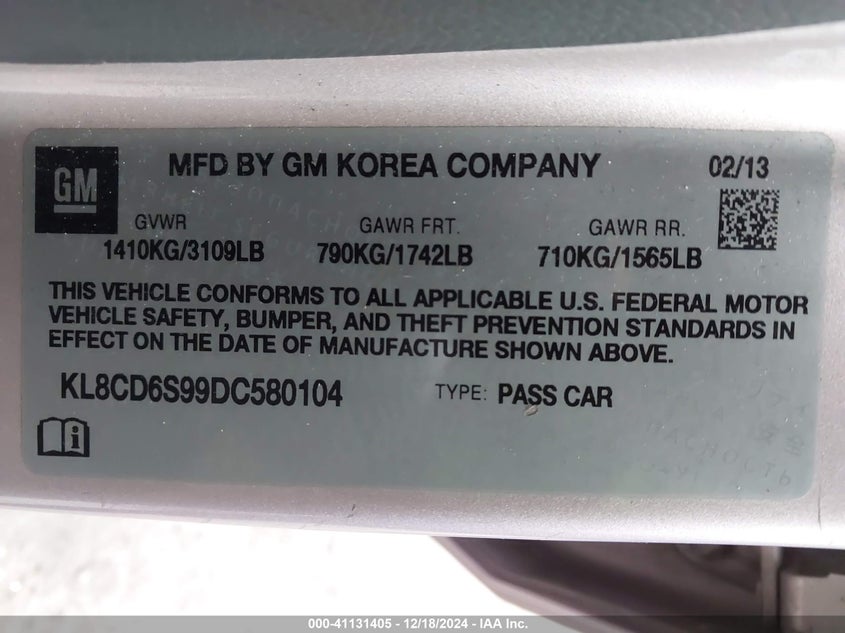 GM
MFD BY GM KOREA COMPANY
02/13
GVWR GAWR FRT. GAWR RR.
1410KG/3109LB 790KG/1742LB 710KG/1565LB
THIS VEHICLE CONFORMS TO ALL APPLICABLE U.S. FEDERAL MOTOR
VEHICLE SAFETY, BUMPER, AND THEFT PREVENTION STANDARDS IN
EFFECT ON THE DATE OF MANUFACTURE SHOWN ABOVE.
KL8CD6S99DC580104 TYPE: PASS CAR
000-41131405 - 12/18/2024 - IAA Inc.